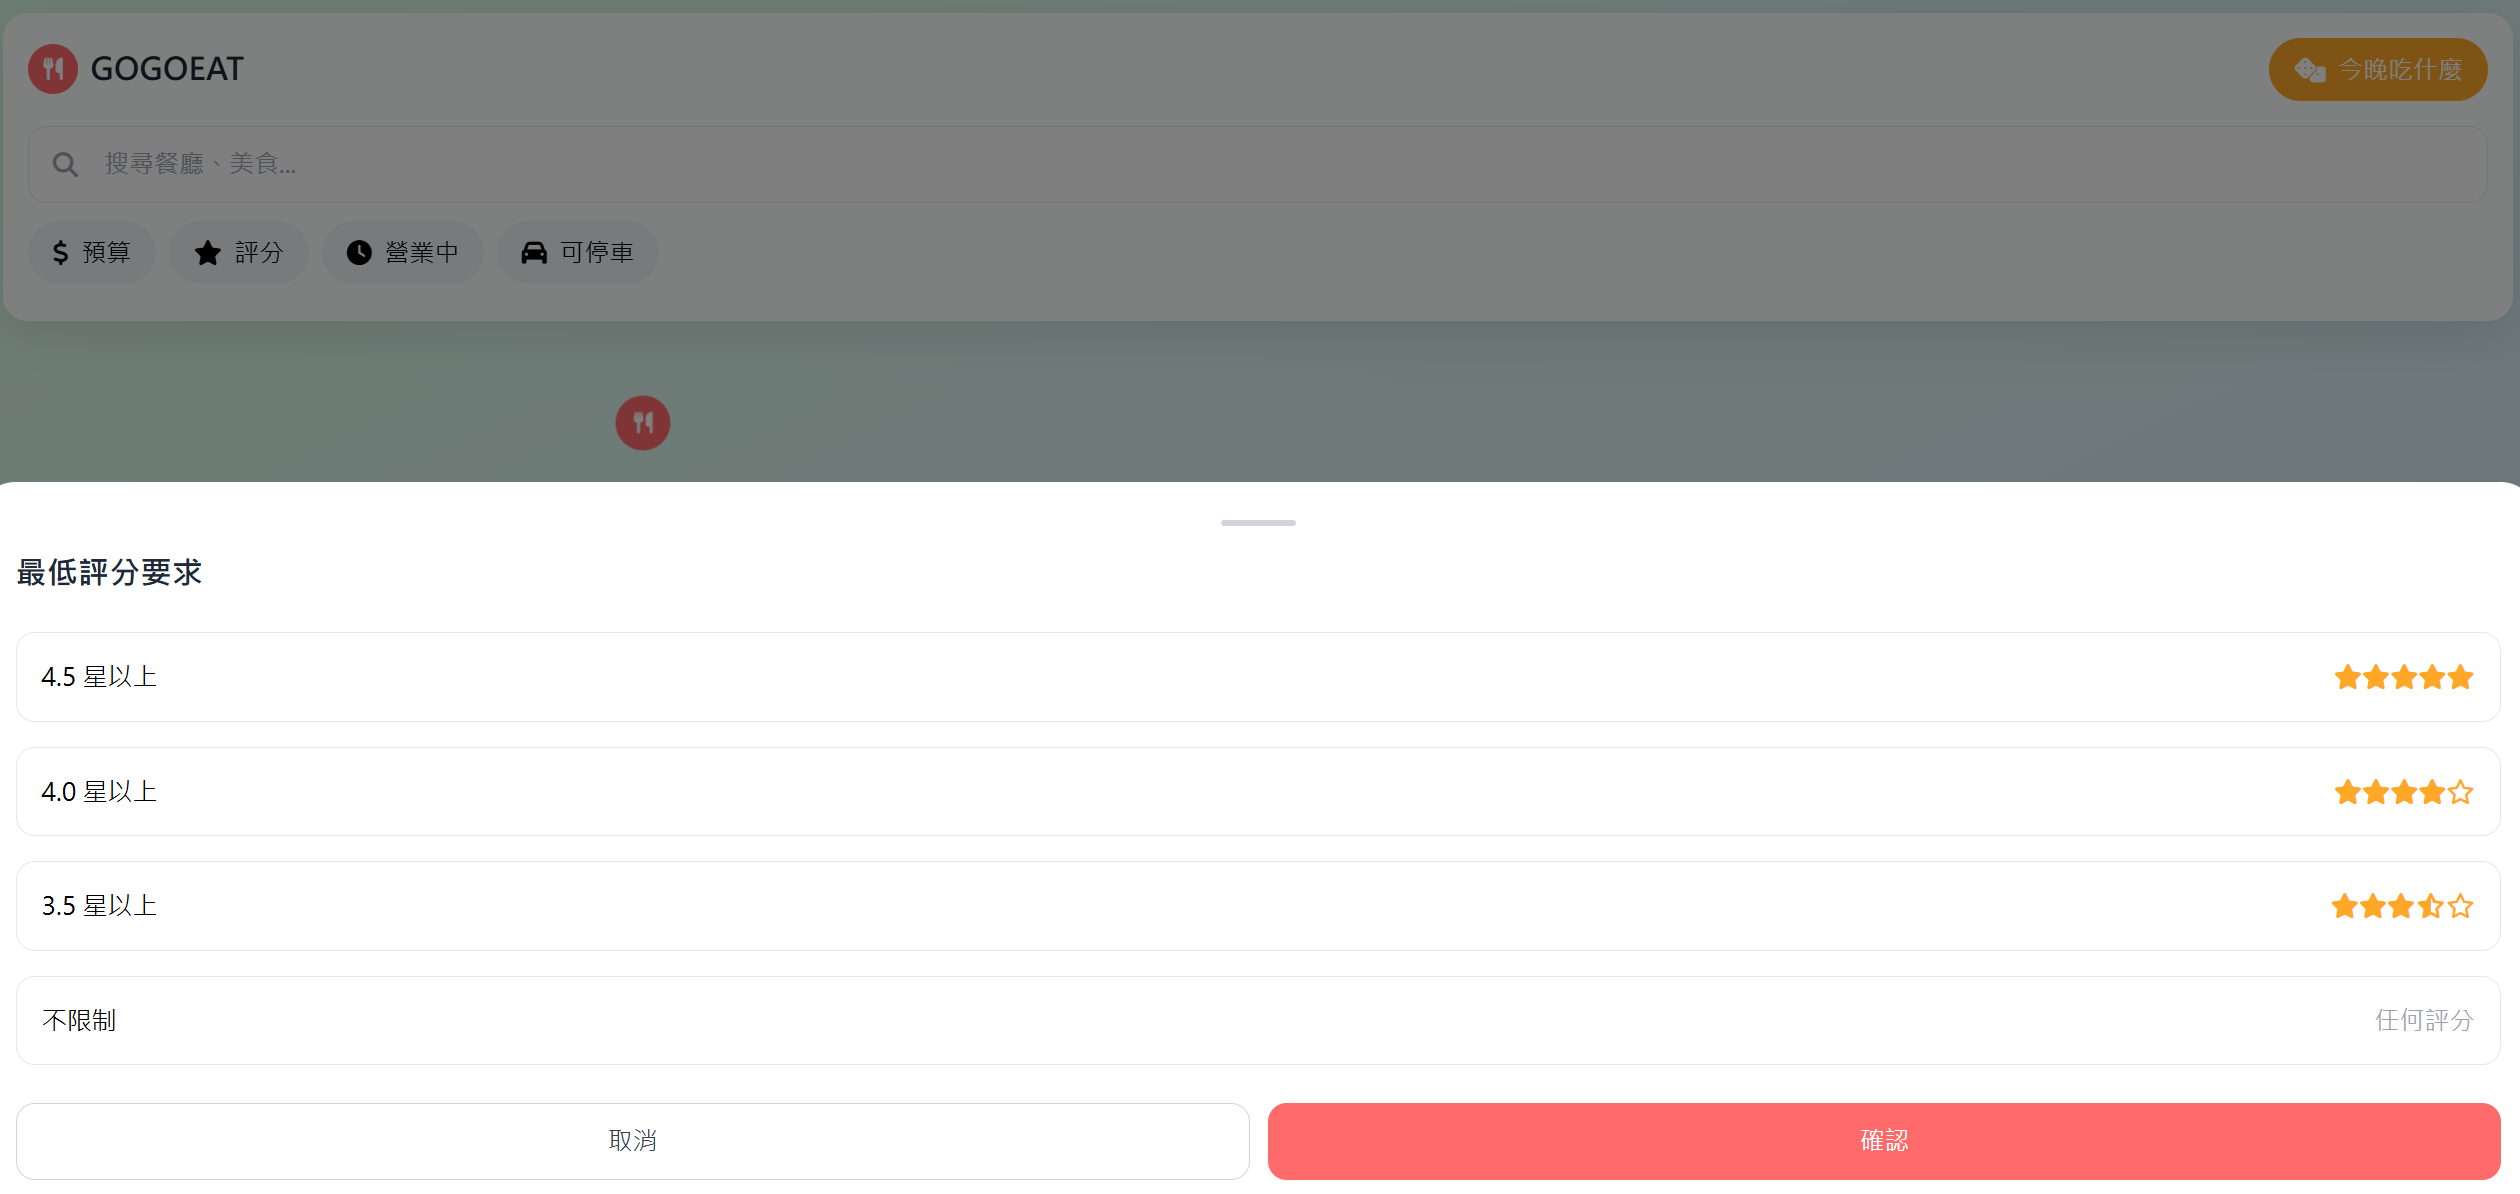 GOGOEAT
今晚吃什麼
搜尋餐廳、美食...
預算
評分
營業中
可停車
最低評分要求
4.5 星以上
4.0 星以上
3.5 星以上
不限制
任何評分
取消
確認